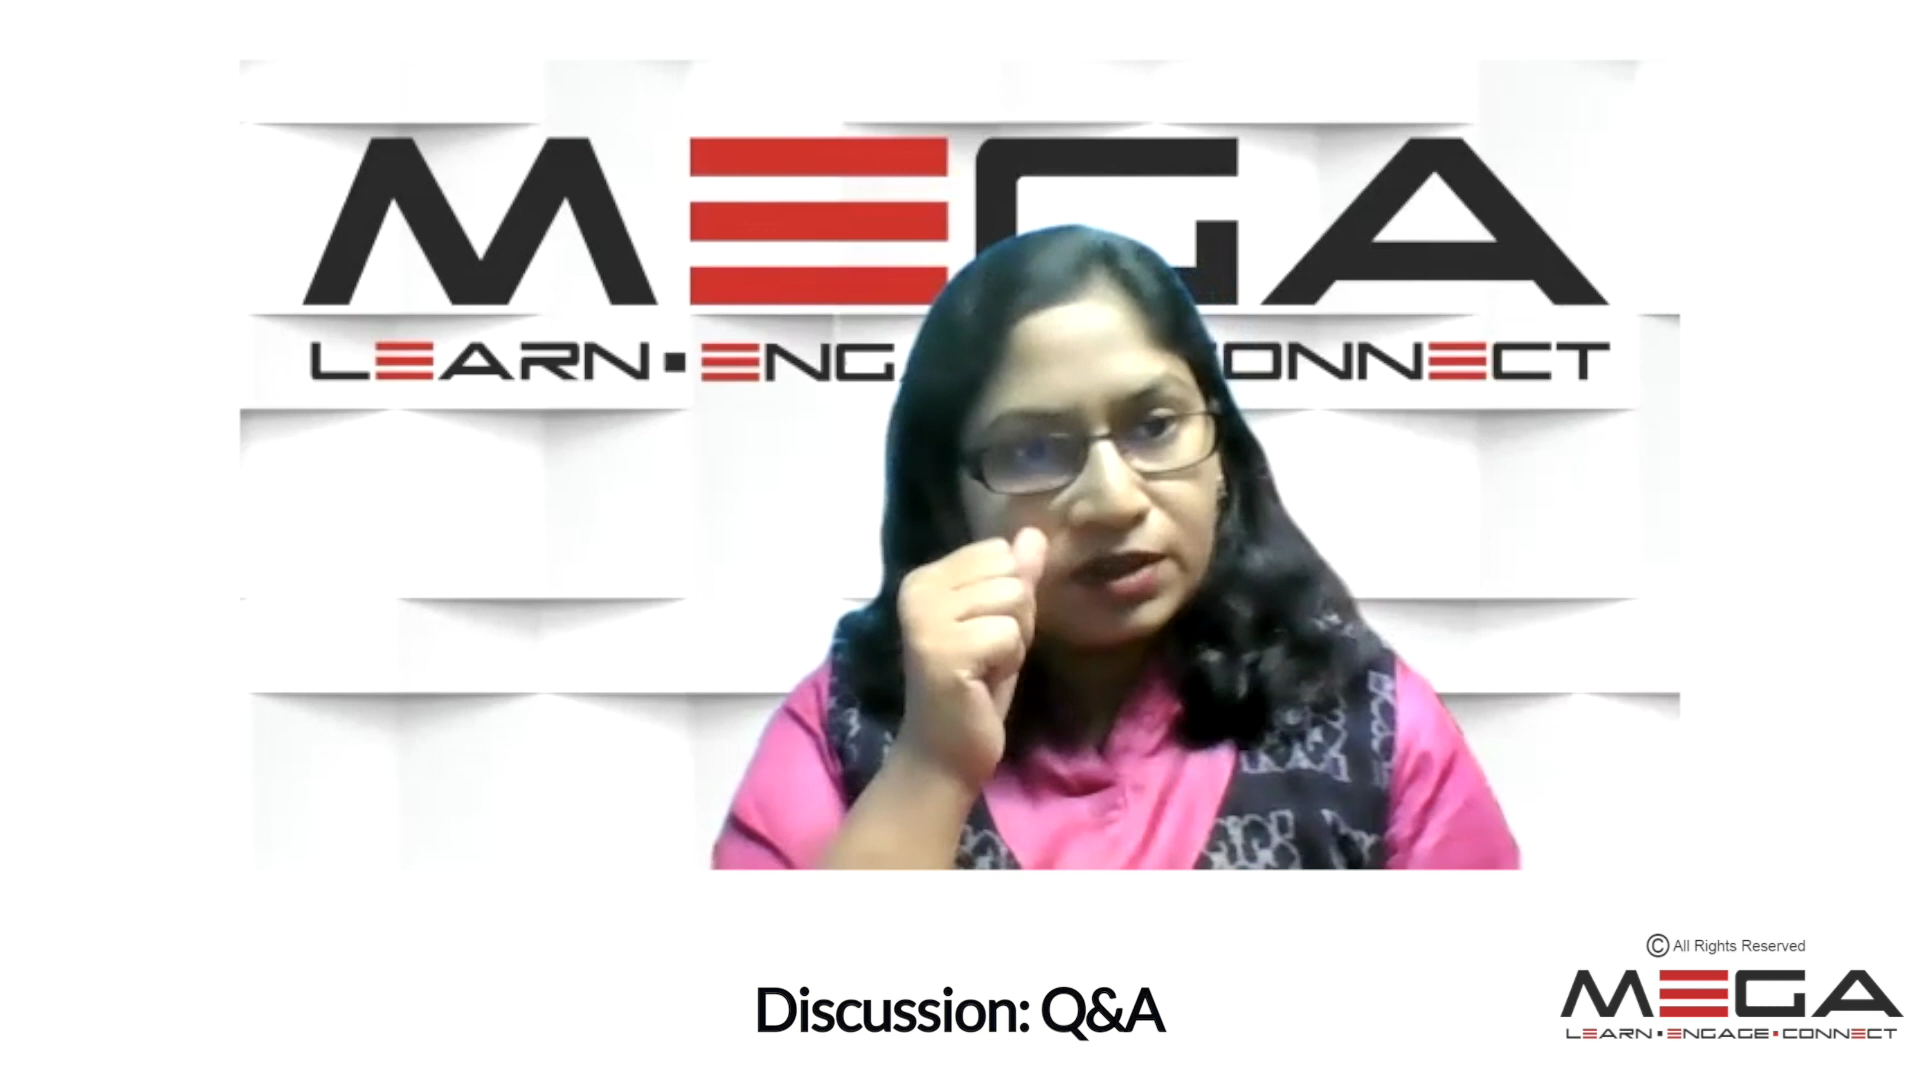 MEGA
LEARN ▪ ENG ONNECT
© All Rights Reserved
MEGA
LEARN ▪ ENGAGE ▪ CONNECT
Discussion: Q&A